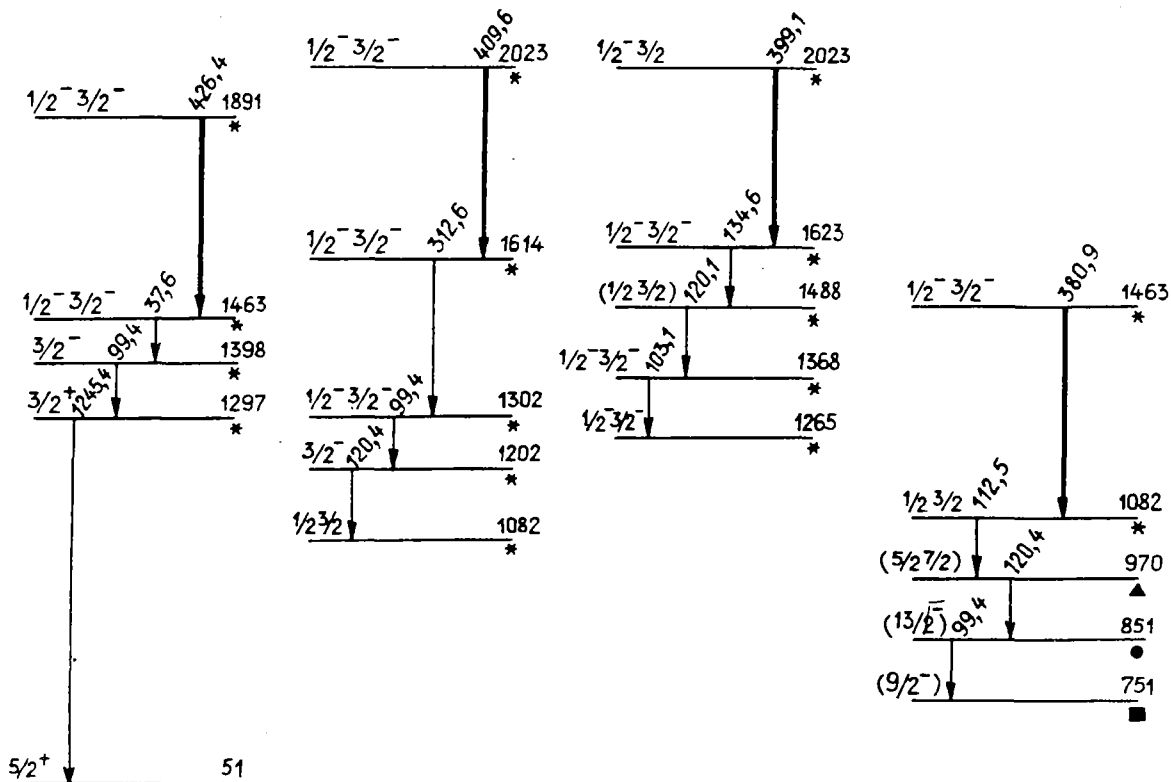 1/2⁻ 3/2⁻ 426,4 1891
*
1/2⁻ 3/2⁻ 37,6 1463
*
3/2⁻ 99,4 1398
*
3/2⁺ 1245,4 1297
*
5/2⁺ 51
1/2⁻ 3/2⁻ 409,6 2023
*
1/2⁻ 3/2⁻ 312,6 1614
*
1/2⁻ 3/2⁻ 99,4 1302
*
3/2⁻ 120,4 1202
*
1/2 3/2 1082
*
1/2⁻ 3/2 399,1 2023
*
1/2⁻ 3/2⁻ 134,6 1623
*
(1/2 3/2) 120,1 1488
*
1/2⁻ 3/2⁻ 103,1 1368
*
1/2⁻ 3/2⁻ 1265
*
1/2⁻ 3/2⁻ 380,9 1463
*
1/2 3/2 112,5 1082
*
(5/2 7/2) 120,4 970
▲
(13/2⁻) 99,4 851
●
(9/2⁻) 751
■